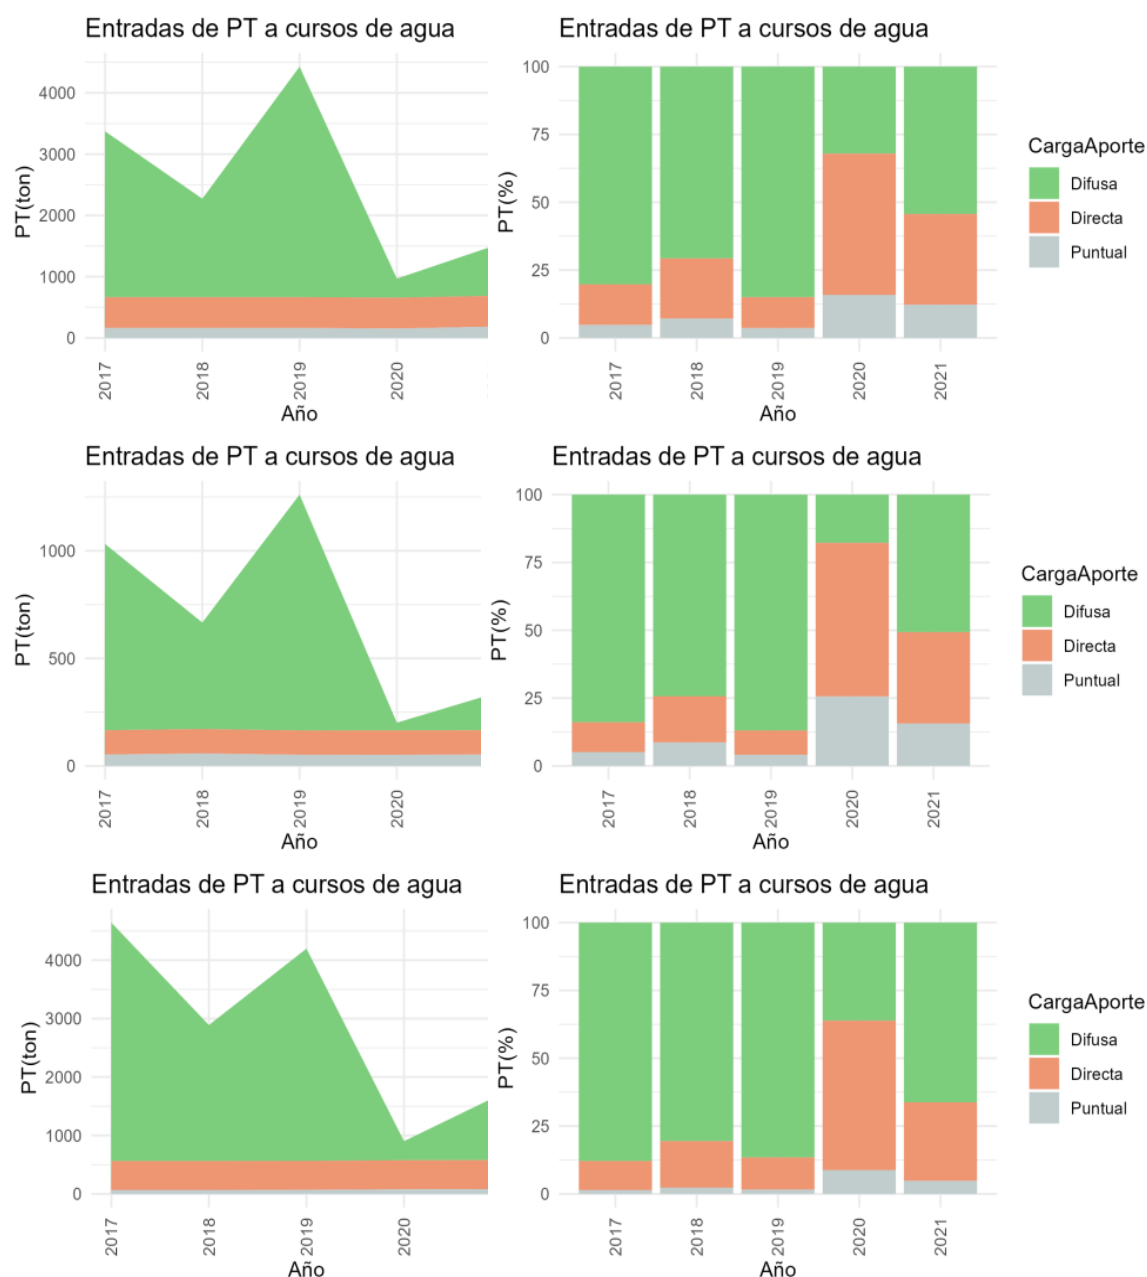 Entradas de PT a cursos de agua
PT(ton)
4000
3000
2000
1000
0
2017
2018
2019
2020
Año
Entradas de PT a cursos de agua
PT(%)
100
75
50
25
0
2017
2018
2019
2020
2021
Año
CargaAporte
Difusa
Directa
Puntual
Entradas de PT a cursos de agua
PT(ton)
1000
500
0
2017
2018
2019
2020
Año
Entradas de PT a cursos de agua
PT(%)
100
75
50
25
0
2017
2018
2019
2020
2021
Año
CargaAporte
Difusa
Directa
Puntual
Entradas de PT a cursos de agua
PT(ton)
4000
3000
2000
1000
0
2017
2018
2019
2020
Año
Entradas de PT a cursos de agua
PT(%)
100
75
50
25
0
2017
2018
2019
2020
2021
Año
CargaAporte
Difusa
Directa
Puntual